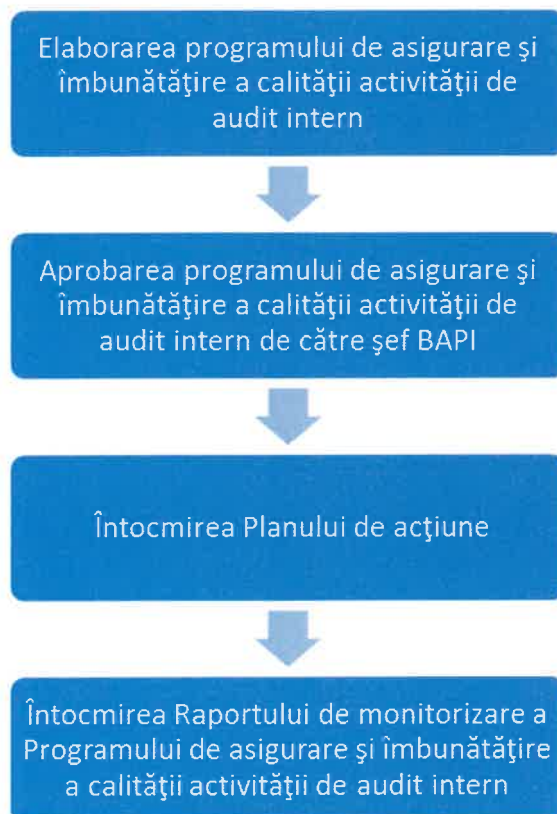 Elaborarea programului de asigurare şi
îmbunătăţire a calităţii activităţii de
audit intern
Aprobarea programului de asigurare şi
îmbunătăţire a calităţii activităţii de
audit intern de către şef BAPI
Întocmirea Planului de acţiune
Întocmirea Raportului de monitorizare a
Programului de asigurare şi îmbunătăţire
a calităţii activităţii de audit intern